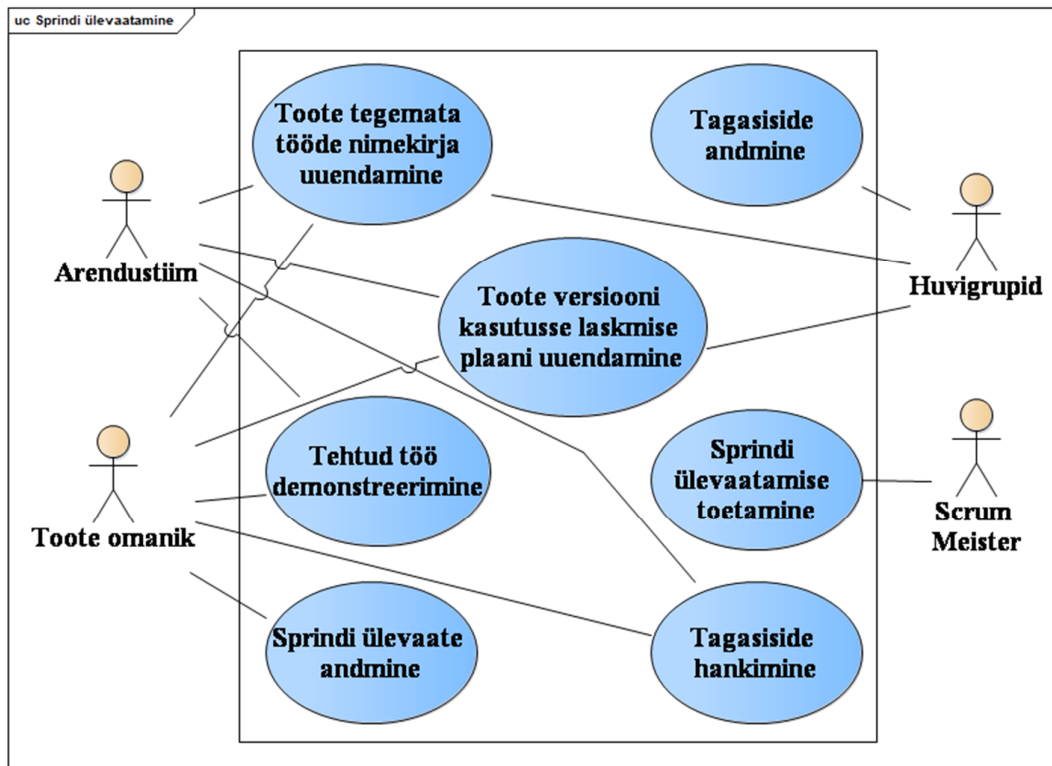 uc Sprindi ülevaatamine
Toote tegemata
tööde nimekirja
uuendamine
Tagasiside
andmine
Arendustiim
Huvigrupid
Toote versiooni
kasutusse laskmise
plaani uuendamine
Tehtud töö
demonstreerimine
Sprindi
ülevaatamise
toetamine
Toote omanik
Scrum
Meister
Sprindi ülevaate
andmine
Tagasiside
hankimine